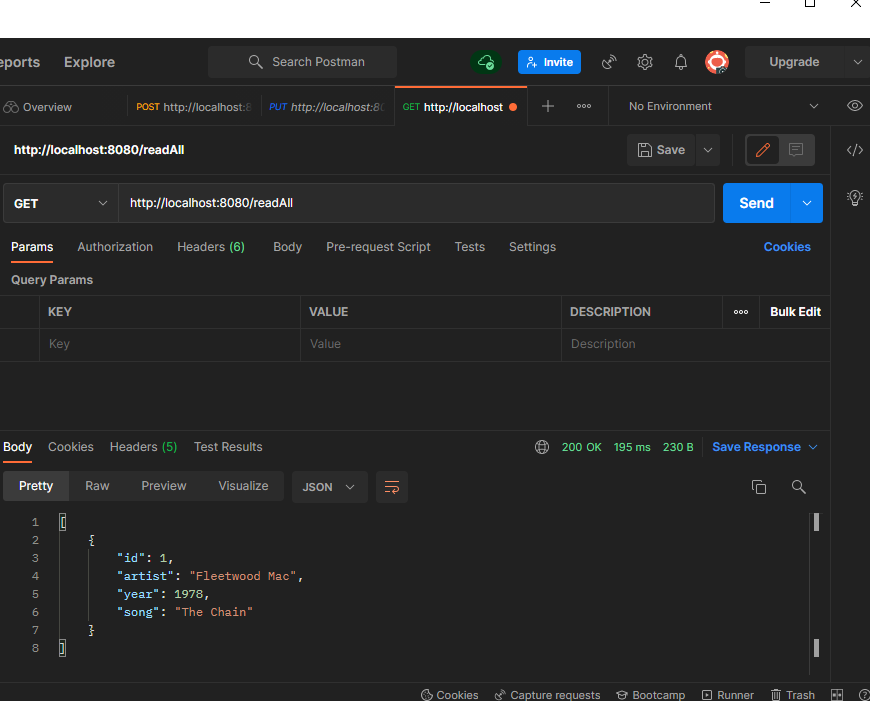 eports Explore Search Postman Invite Upgrade
Overview POST http://localhost:8 PUT http://localhost:80 GET http://localhost No Environment
http://localhost:8080/readAll Save
GET http://localhost:8080/readAll Send
Params Authorization Headers (6) Body Pre-request Script Tests Settings Cookies
Query Params
KEY VALUE DESCRIPTION Bulk Edit
Key Value Description
Body Cookies Headers (5) Test Results 200 OK 195 ms 230 B Save Response
Pretty Raw Preview Visualize JSON
1 [
2 {
3 "id": 1,
4 "artist": "Fleetwood Mac",
5 "year": 1978,
6 "song": "The Chain"
7 }
8 ]
Cookies Capture requests Bootcamp Runner Trash